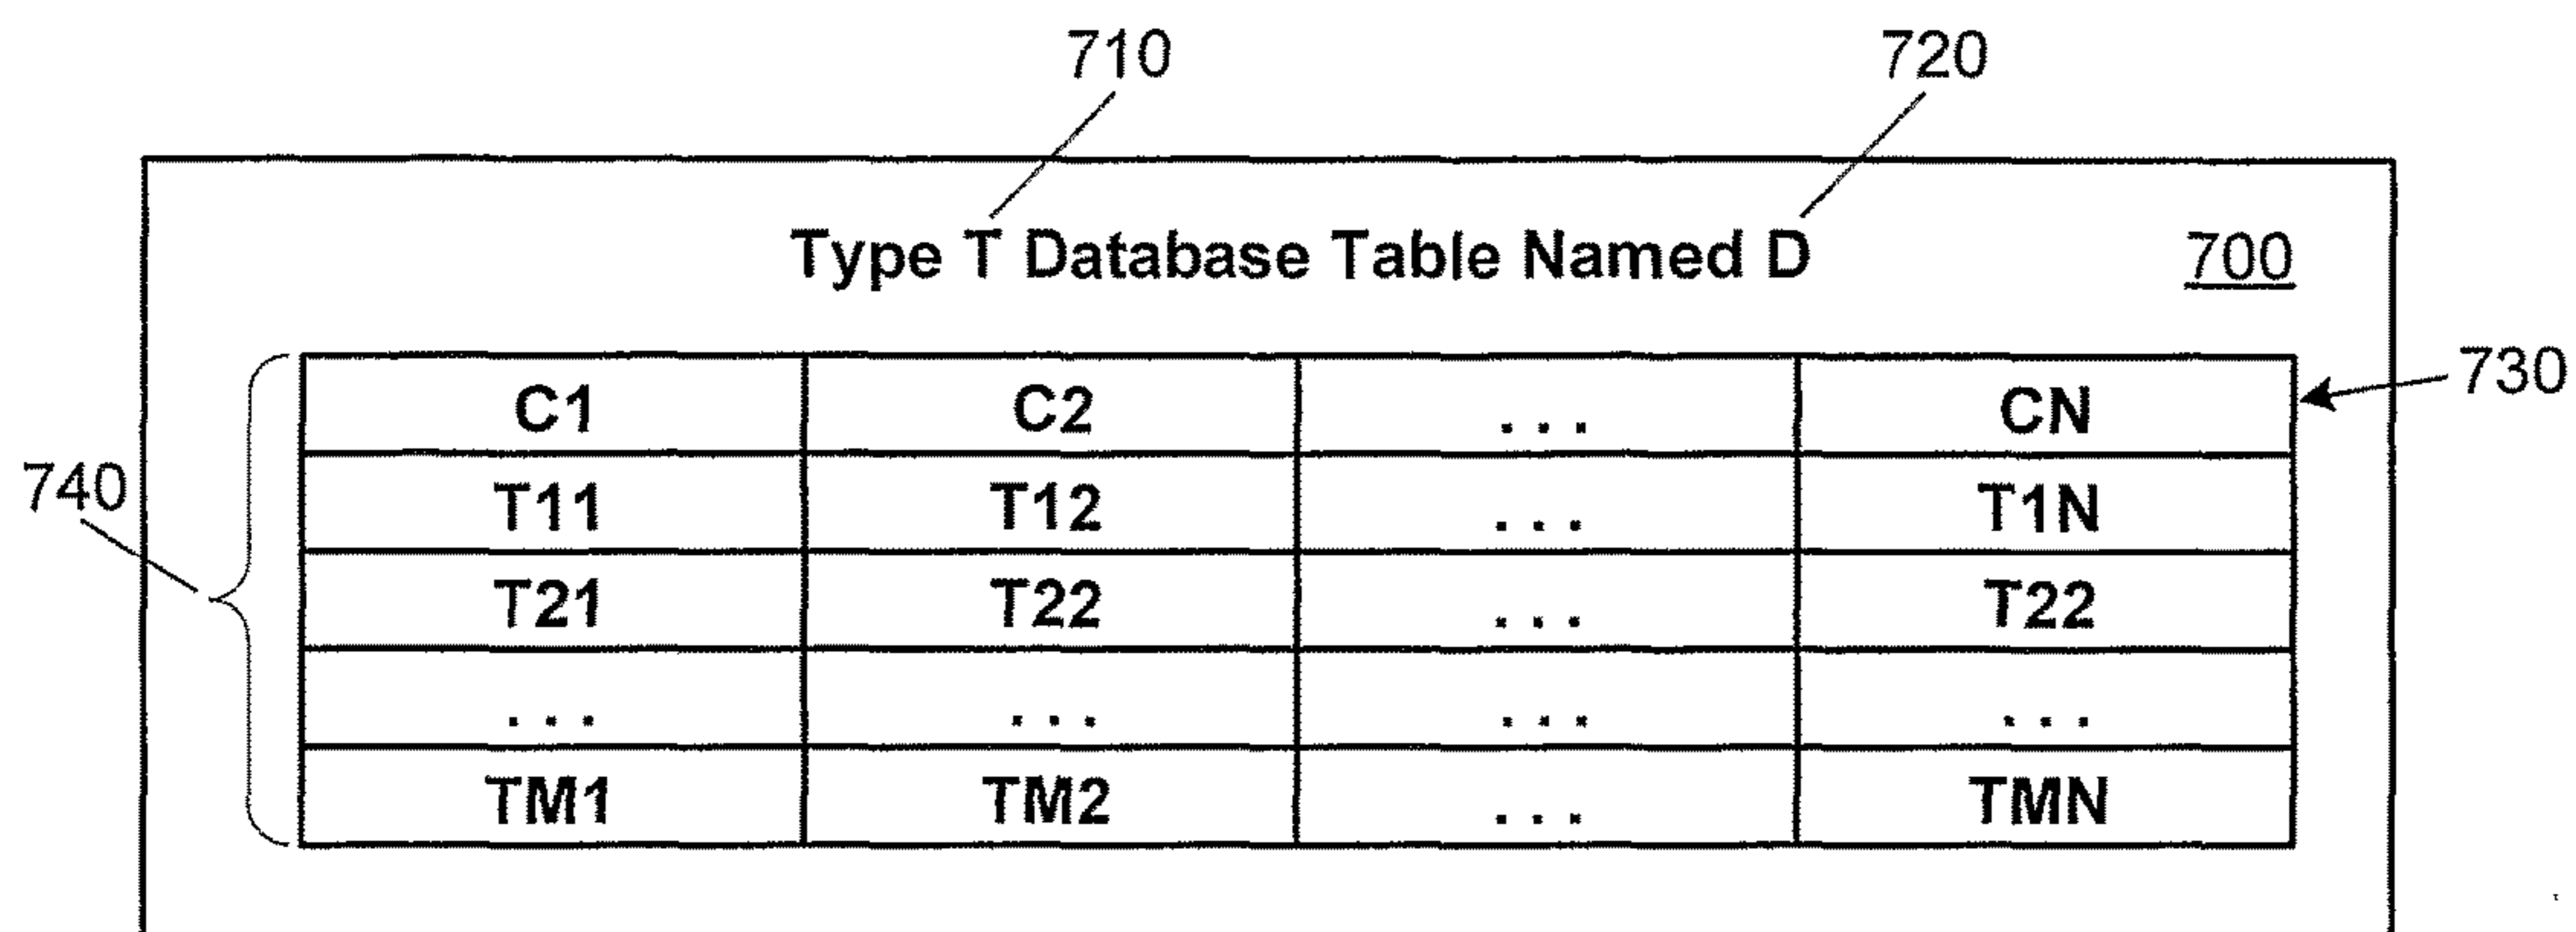 710 720
Type T Database Table Named D 700
C1 C2 ... CN 730
740
T11 T12 ... T1N
T21 T22 ... T22
... ... ... ...
TM1 TM2 ... TMN